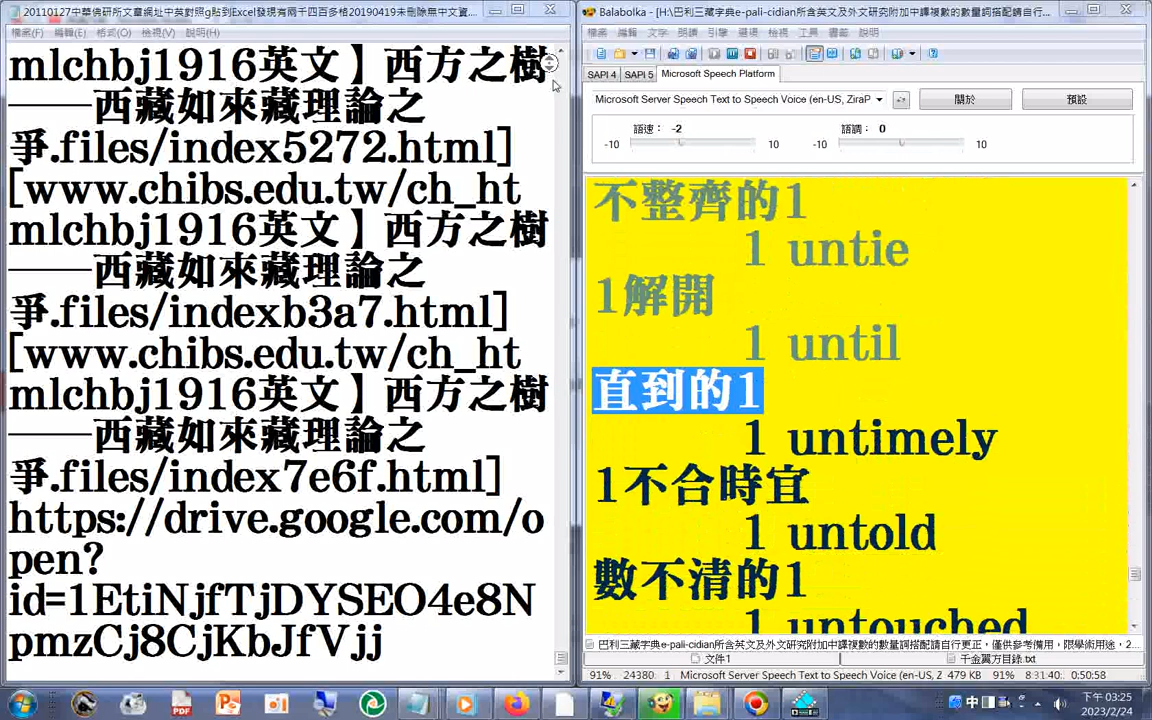 20110127中華佛研所文章網址中英對照g貼到Excel發現有兩千四百多格20190419未刪除無中文資...
檔案(F) 編輯(E) 格式(O) 檢視(V) 說明(H)
mlchbj1916英文】西方之樹
——西藏如來藏理論之
爭.files/index5272.html]
[www.chibs.edu.tw/ch_ht
mlchbj1916英文】西方之樹
——西藏如來藏理論之
爭.files/indexb3a7.html]
[www.chibs.edu.tw/ch_ht
mlchbj1916英文】西方之樹
——西藏如來藏理論之
爭.files/index7e6f.html]
https://drive.google.com/o
pen?
id=1EtiNjfTjDYSEO4e8N
pmzCj8CjKbJfVjj
Balabolka - [H:\巴利三藏字典e-pali-cidian所含英文及外文研究附加中譯複數的數量詞搭配請自行...
檔案 編輯 文字 朗讀 引擎 選項 檢視 工具 書籤 說明
SAPI 4 SAPI 5 Microsoft Speech Platform
Microsoft Server Speech Text to Speech Voice (en-US, ZiraP
關於
預設
語速： -2
語調： 0
-10 10 -10 10
不整齊的1
1 untie
1解開
1 until
直到的1
1 untimely
1不合時宜
1 untold
數不清的1
1 untouched
巴利三藏字典e-pali-cidian所含英文及外文研究附加中譯複數的數量詞搭配請自行更正，僅供參考備用，限學術用途，2...
文件1
千金翼方目錄.txt
91% 24380 1 Microsoft Server Speech Text to Speech Voice (en-US, Z 479 KB 91% 8:31:40 0:50:58
中
下午 03:25
2023/2/24